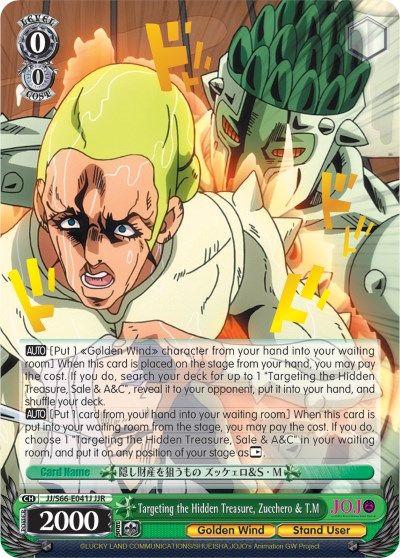 LEVEL
0
0
COST
ドドド
ドドド
ドド
[AUTO] [Put 1 «Golden Wind» character from your hand into your waiting
room] When this card is placed on the stage from your hand, you may pay
the cost. If you do, search your deck for up to 1 "Targeting the Hidden
Treasure, Sale & A&C", reveal it to your opponent, put it into your hand, and
shuffle your deck.
[AUTO] [Put 1 card from your hand into your waiting room] When this card is
put into your waiting room from the stage, you may pay the cost. If you do,
choose 1 "Targeting the Hidden Treasure, Sale & A&C" in your waiting
room, and put it on any position of your stage
Card Name
隠し財産を狙うもの ズッケェロ&S・M
CH JJ/S66-E041J JJR
Targeting the Hidden Treasure, Zucchero & T.M
JOJO
POWER
2000
SOUL
Golden Wind
Stand User
©LUCKY LAND COMMUNICATIONS/SHUEISHA,JOJO's Animation GW Project